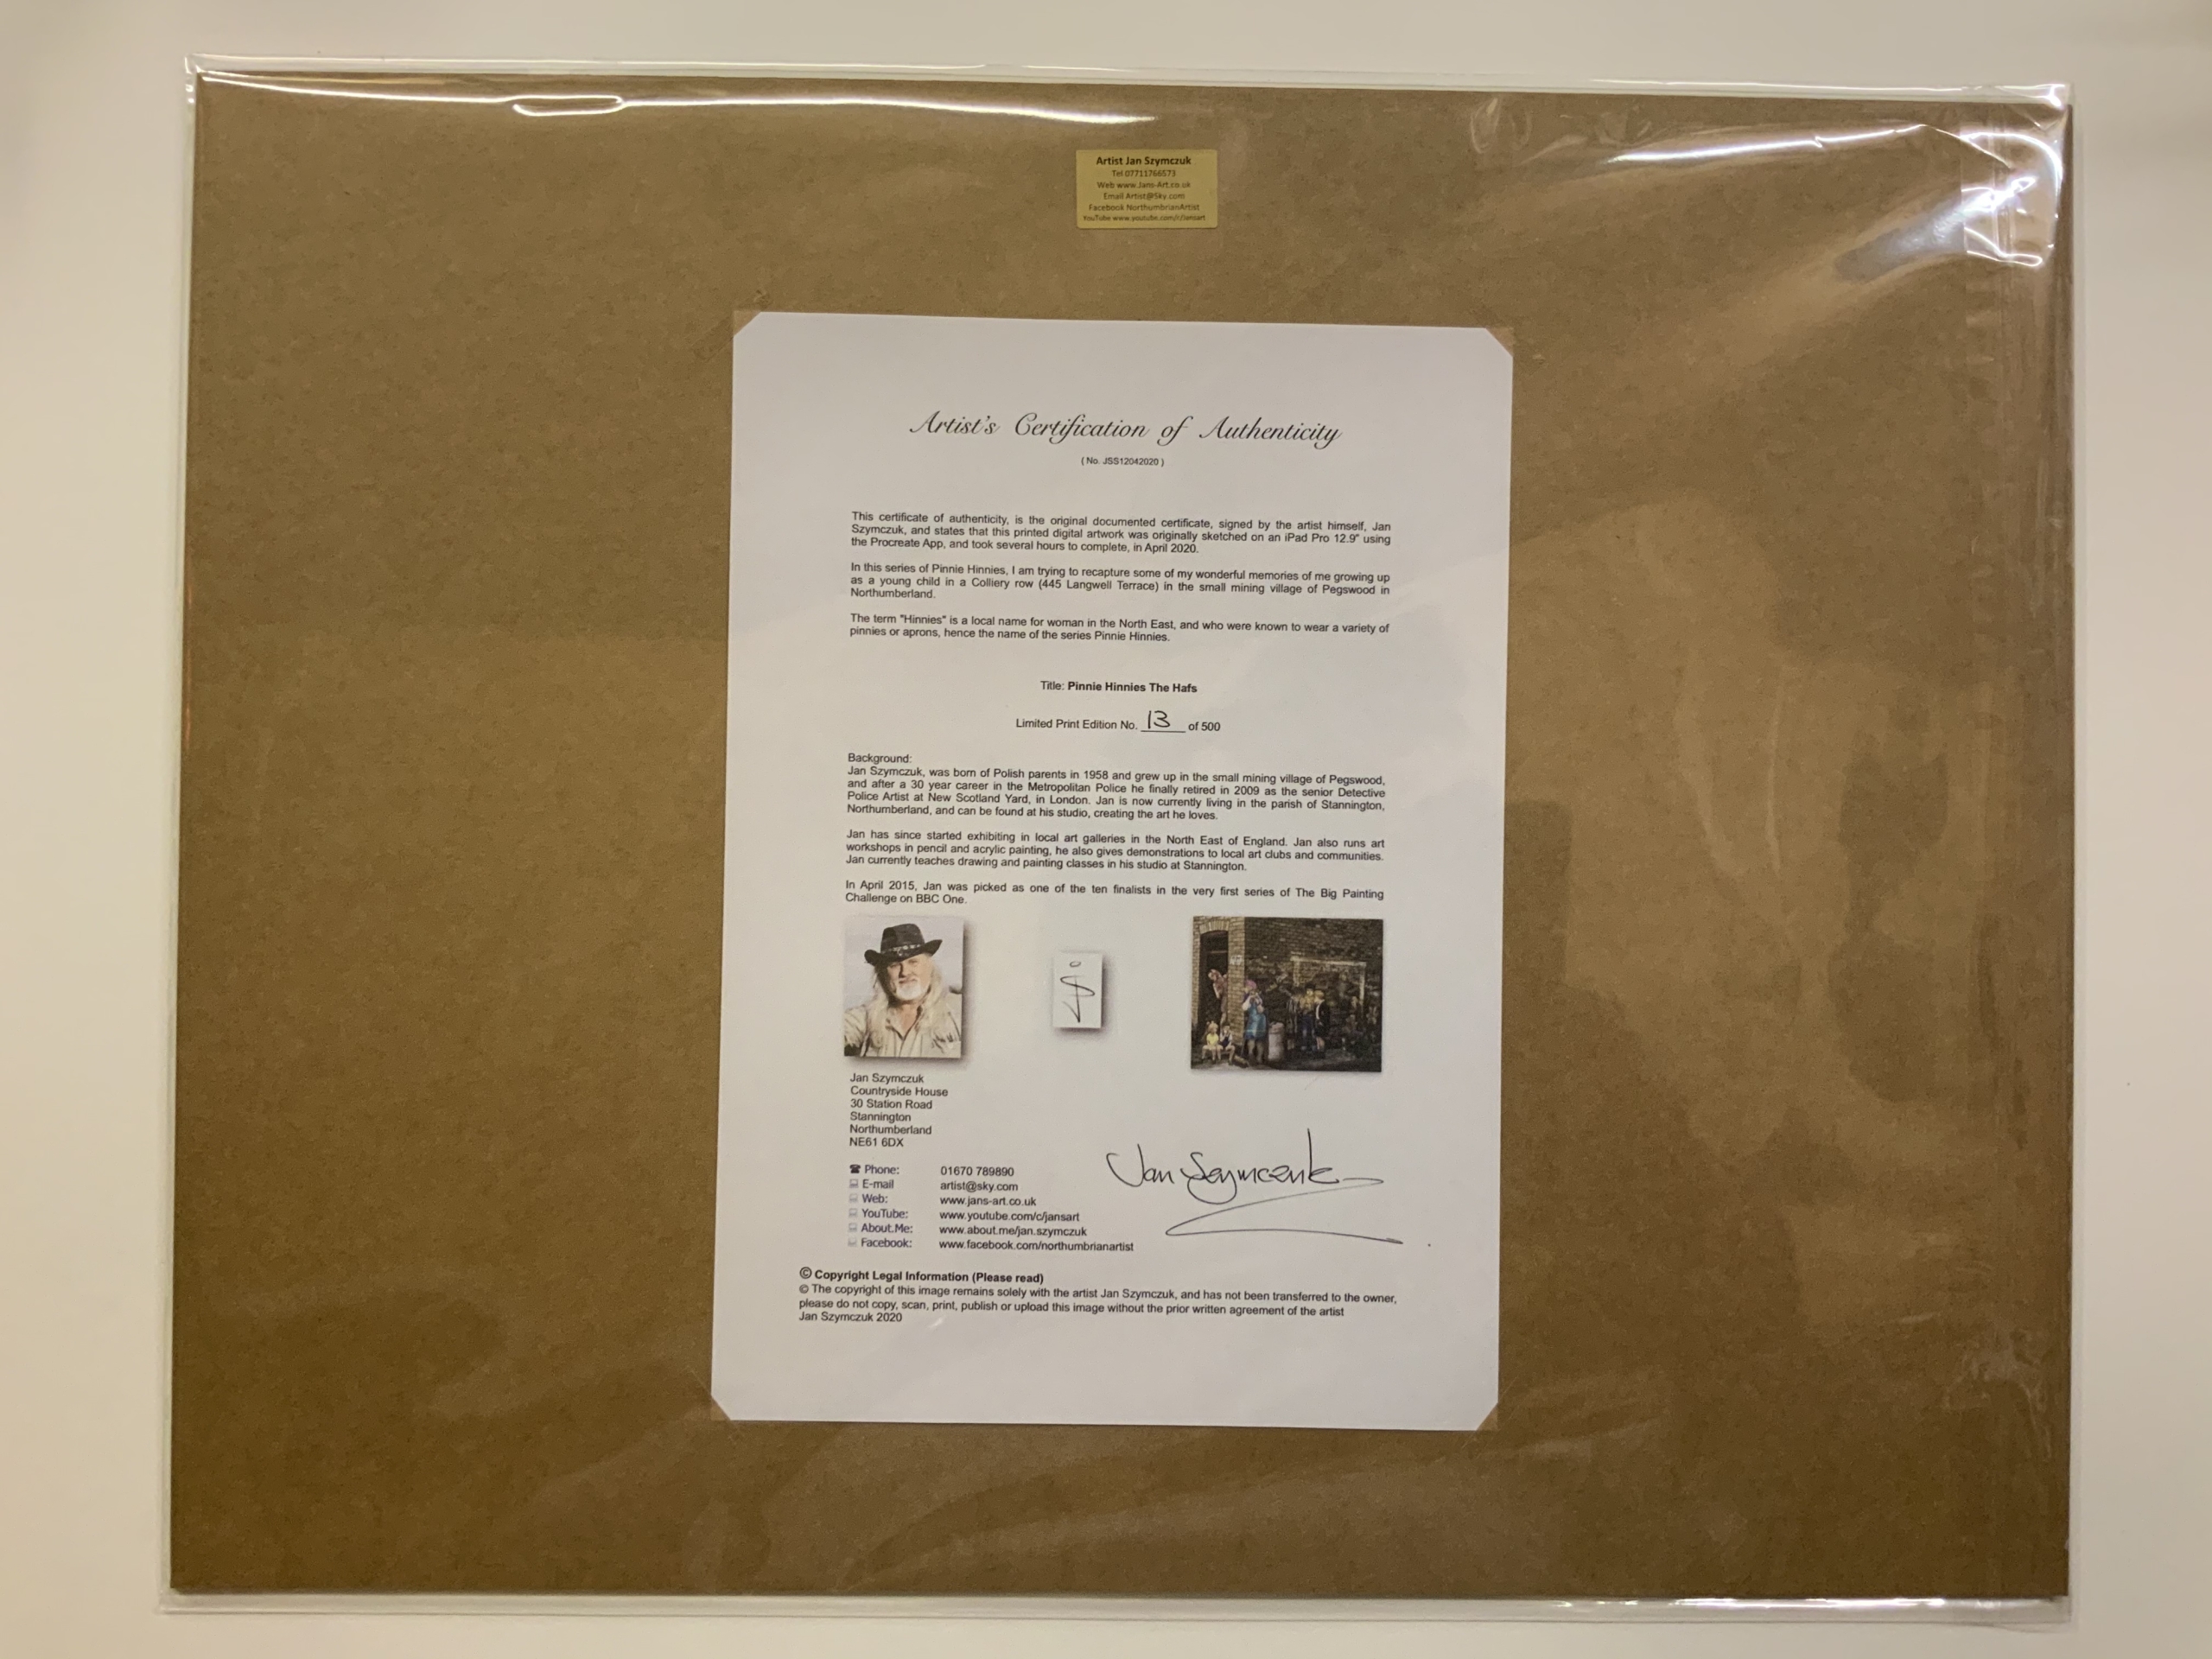 Artist Jan Szymczuk
Tel 07711766573
Web www.Jans-Art.co.uk
Email Artist@Sky.com
Facebook NorthumbrianArtist
YouTube www.youtube.com/c/jansart
Artist's Certification of Authenticity
( No. JSS12042020 )
This certificate of authenticity, is the original documented certificate, signed by the artist himself, Jan
Szymczuk, and states that this printed digital artwork was originally sketched on an iPad Pro 12.9" using
the Procreate App, and took several hours to complete, in April 2020.
In this series of Pinnie Hinnies, I am trying to recapture some of my wonderful memories of me growing up
as a young child in a Colliery row (445 Langwell Terrace) in the small mining village of Pegswood in
Northumberland.
The term "Hinnies" is a local name for woman in the North East, and who were known to wear a variety of
pinnies or aprons, hence the name of the series Pinnie Hinnies.
Title: Pinnie Hinnies The Hafs
Limited Print Edition No. 13 of 500
Background:
Jan Szymczuk, was born of Polish parents in 1958 and grew up in the small mining village of Pegswood,
and after a 30 year career in the Metropolitan Police he finally retired in 2009 as the senior Detective
Police Artist at New Scotland Yard, in London. Jan is now currently living in the parish of Stannington,
Northumberland, and can be found at his studio, creating the art he loves.
Jan has since started exhibiting in local art galleries in the North East of England. Jan also runs art
workshops in pencil and acrylic painting, he also gives demonstrations to local art clubs and communities.
Jan currently teaches drawing and painting classes in his studio at Stannington.
In April 2015, Jan was picked as one of the ten finalists in the very first series of The Big Painting
Challenge on BBC One.
Jan Szymczuk
Countryside House
30 Station Road
Stannington
Northumberland
NE61 6DX
Phone: 01670 789890
E-mail artist@sky.com
Web: www.jans-art.co.uk
YouTube: www.youtube.com/c/jansart
About.Me: www.about.me/jan.szymczuk
Facebook: www.facebook.com/northumbrianartist
Jan Szymczuk
© Copyright Legal Information (Please read)
© The copyright of this image remains solely with the artist Jan Szymczuk, and has not been transferred to the owner,
please do not copy, scan, print, publish or upload this image without the prior written agreement of the artist
Jan Szymczuk 2020